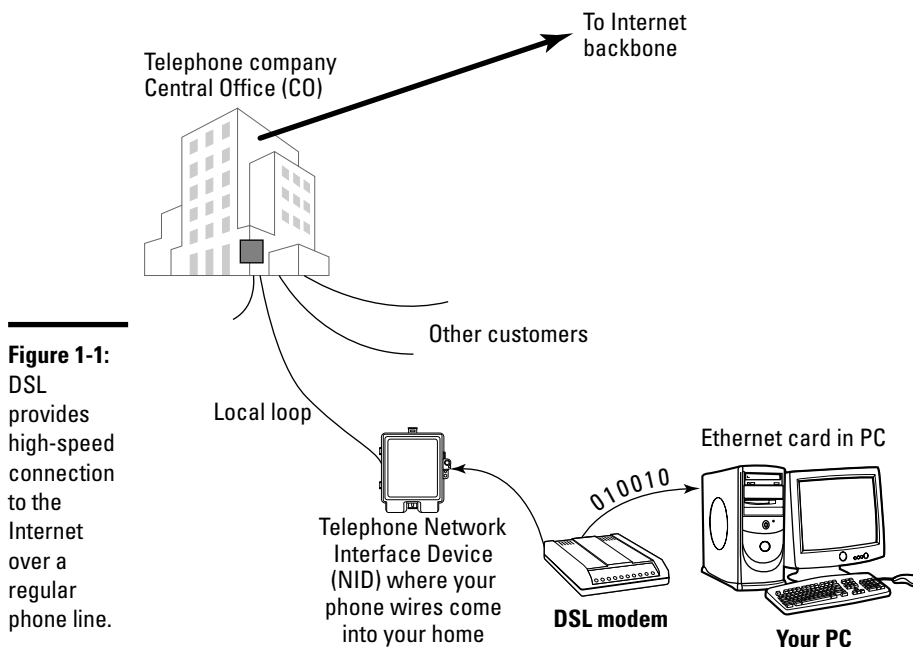 To Internet
backbone
Telephone company
Central Office (CO)
Other customers
Figure 1-1:
DSL
provides
high-speed
connection
to the
Internet
over a
regular
phone line.
Local loop
Ethernet card in PC
010010
Telephone Network
Interface Device
(NID) where your
phone wires come
into your home
DSL modem
Your PC